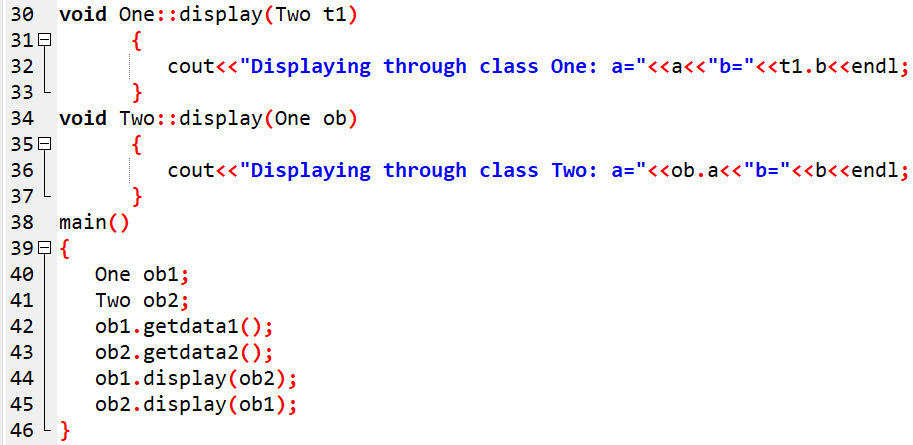 30 void One::display(Two t1)
31 {
32 cout<<"Displaying through class One: a="<<a<<"b="<<t1.b<<endl;
33 }
34 void Two::display(One ob)
35 {
36 cout<<"Displaying through class Two: a="<<ob.a<<"b="<<b<<endl;
37 }
38 main()
39 {
40 One ob1;
41 Two ob2;
42 ob1.getdata1();
43 ob2.getdata2();
44 ob1.display(ob2);
45 ob2.display(ob1);
46 }